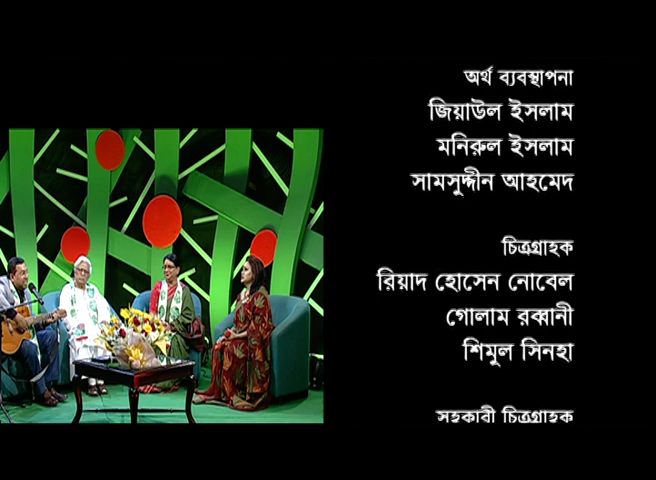 অর্থ ব্যবস্থাপনা
জিয়াউল ইসলাম
মনিরুল ইসলাম
সামসুদ্দীন আহমেদ
চিত্রগ্রাহক
রিয়াদ হোসেন নোবেল
গোলাম রব্বানী
শিমুল সিনহা
সহকারী চিত্রগ্রাহক